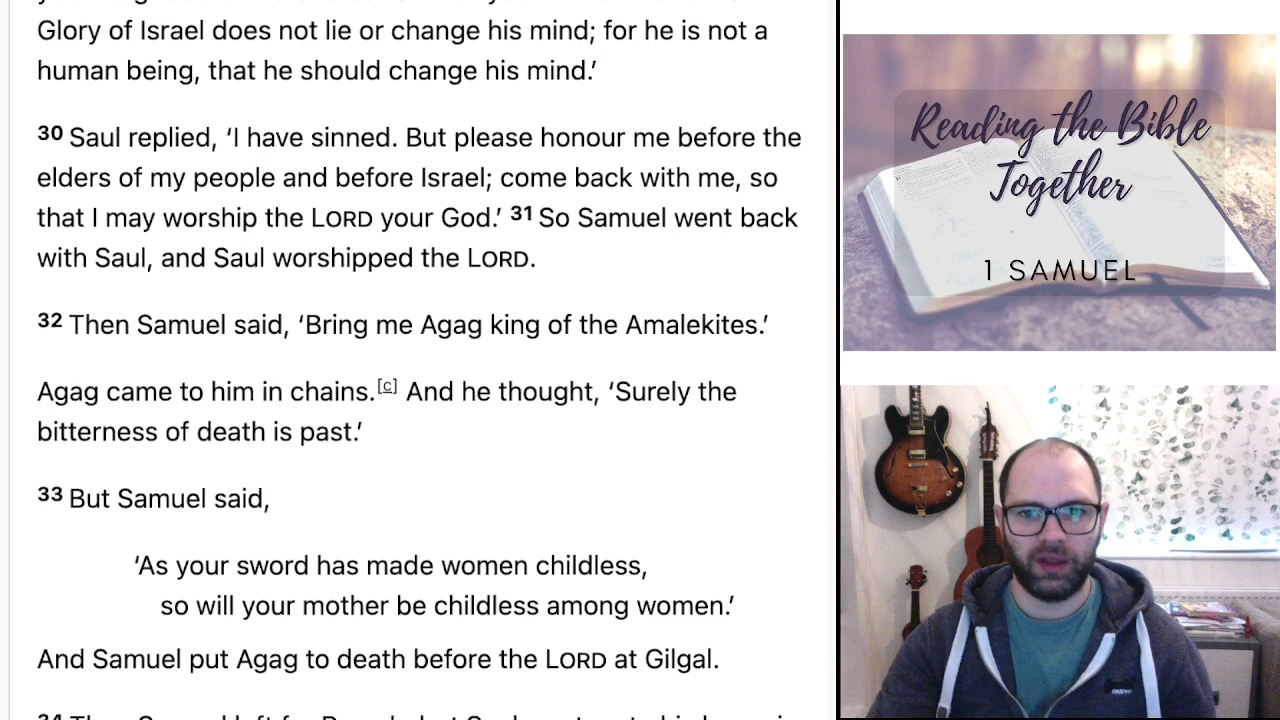 Glory of Israel does not lie or change his mind; for he is not a
human being, that he should change his mind.’
30 Saul replied, ‘I have sinned. But please honour me before the
elders of my people and before Israel; come back with me, so
that I may worship the LORD your God.’ 31 So Samuel went back
with Saul, and Saul worshipped the LORD.
32 Then Samuel said, ‘Bring me Agag king of the Amalekites.’
Agag came to him in chains.[c] And he thought, ‘Surely the
bitterness of death is past.’
33 But Samuel said,
‘As your sword has made women childless,
so will your mother be childless among women.’
And Samuel put Agag to death before the LORD at Gilgal.
Reading the Bible
Together
1 SAMUEL